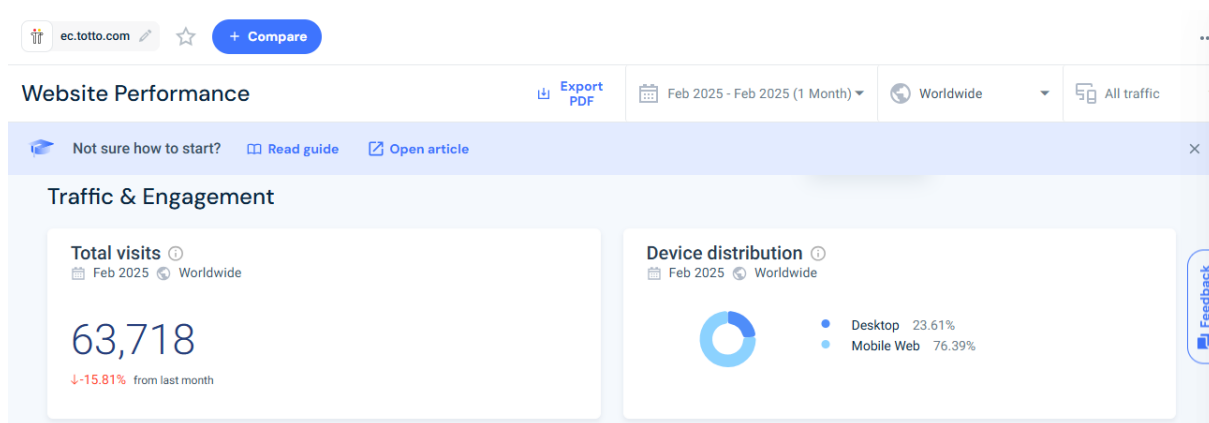 ec.totto.com
+ Compare
Website Performance
Export PDF
Feb 2025 - Feb 2025 (1 Month)
Worldwide
All traffic
Not sure how to start?
Read guide
Open article
Traffic & Engagement
Total visits
Feb 2025 Worldwide
63,718
↓-15.81% from last month
Device distribution
Feb 2025 Worldwide
Desktop 23.61%
Mobile Web 76.39%
Feedback